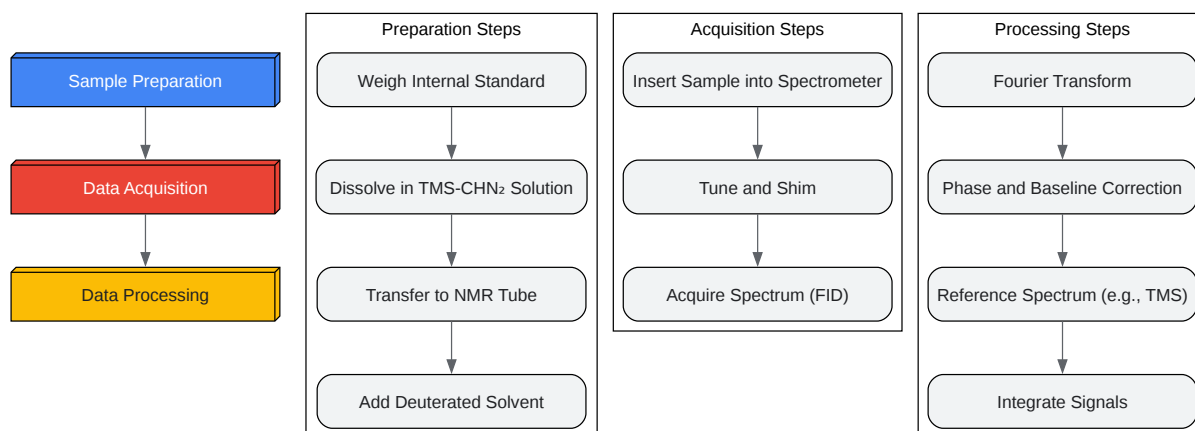 Sample Preparation
Data Acquisition
Data Processing
Preparation Steps
Weigh Internal Standard
Dissolve in TMS-CHN₂ Solution
Transfer to NMR Tube
Add Deuterated Solvent
Acquisition Steps
Insert Sample into Spectrometer
Tune and Shim
Acquire Spectrum (FID)
Processing Steps
Fourier Transform
Phase and Baseline Correction
Reference Spectrum (e.g., TMS)
Integrate Signals